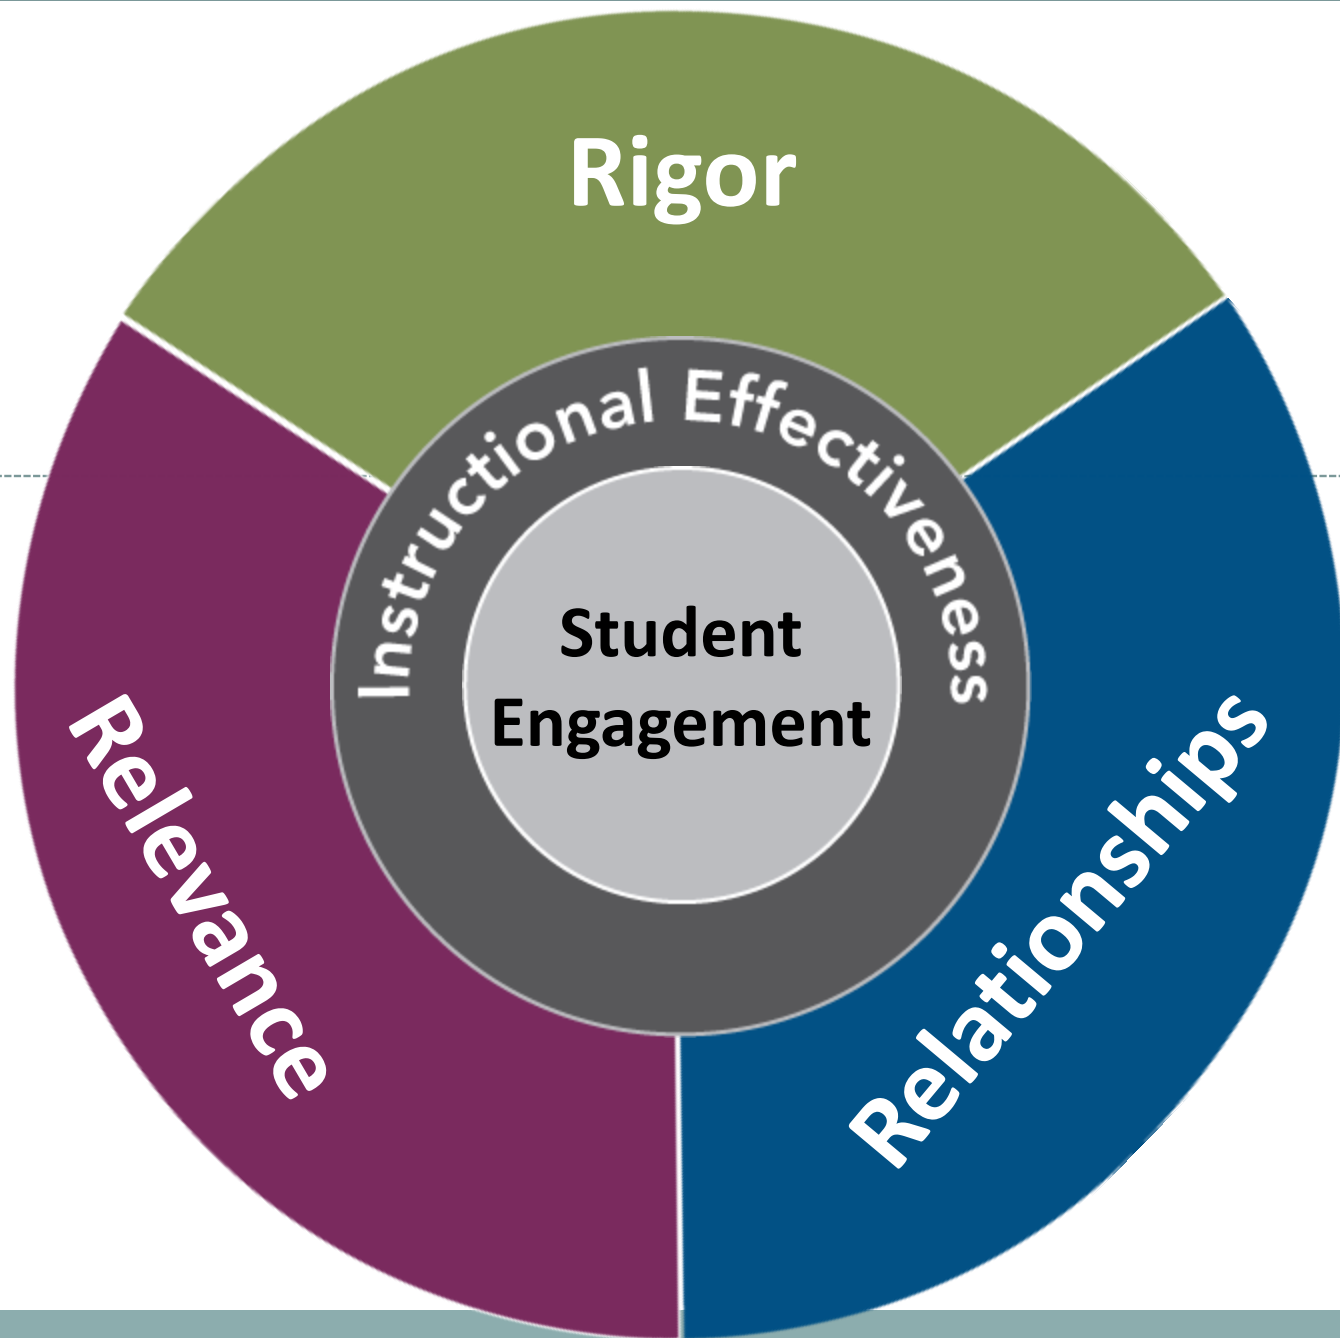 Rigor
Instructional Effectiveness
Student
Engagement
Relevance
Relationships